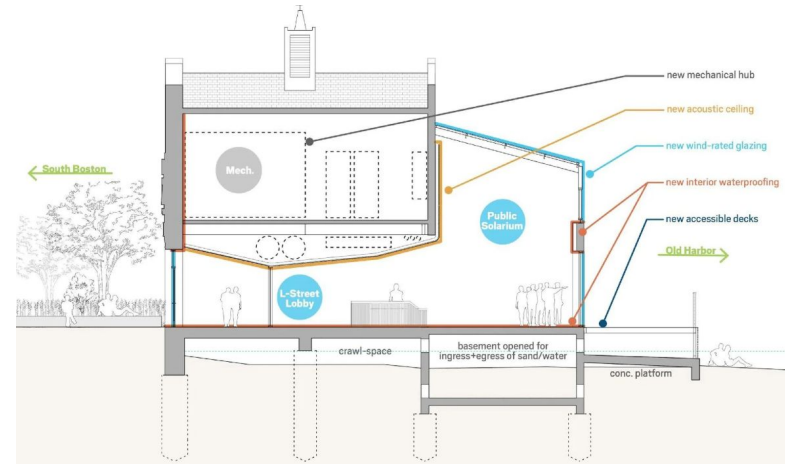 new mechanical hub
new acoustic ceiling
new wind-rated glazing
new interior waterproofing
new accessible decks
South Boston
Mech.
Public
Solarium
Old Harbor
L-Street
Lobby
crawl-space
basement opened for
ingress+egress of sand/water
conc. platform